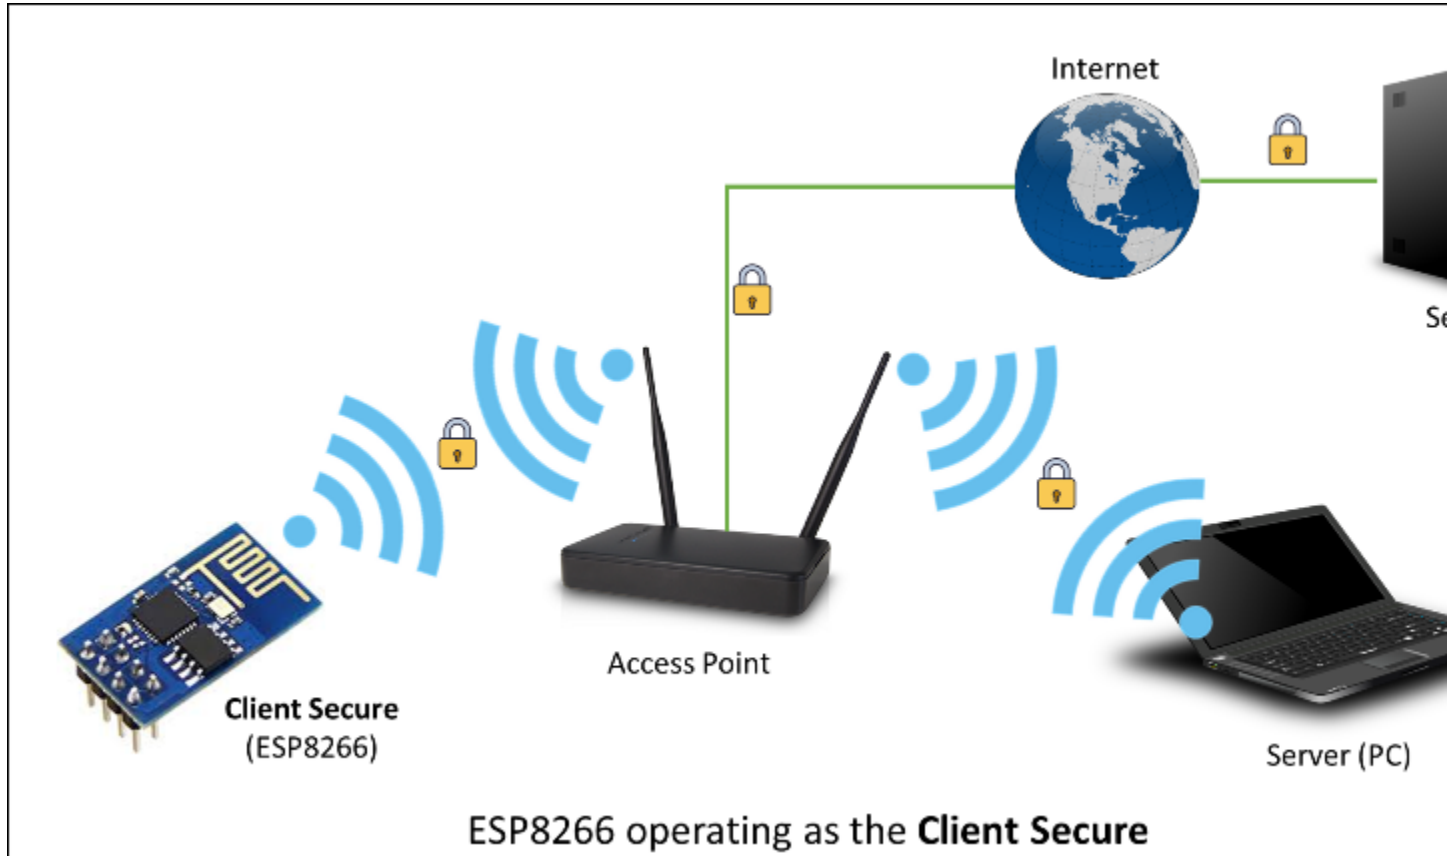 Internet
Access Point
Client Secure
(ESP8266)
Server (PC)
ESP8266 operating as the Client Secure